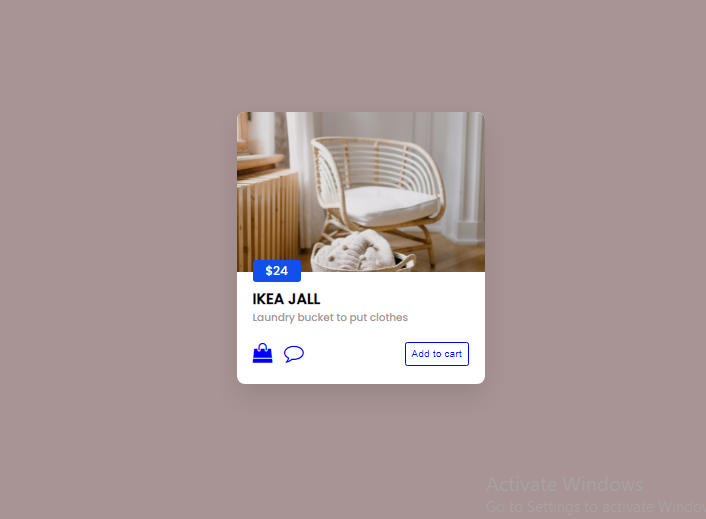 $24
IKEA JALL
Laundry bucket to put clothes
Add to cart
Activate Windows
Go to Settings to activate Windo